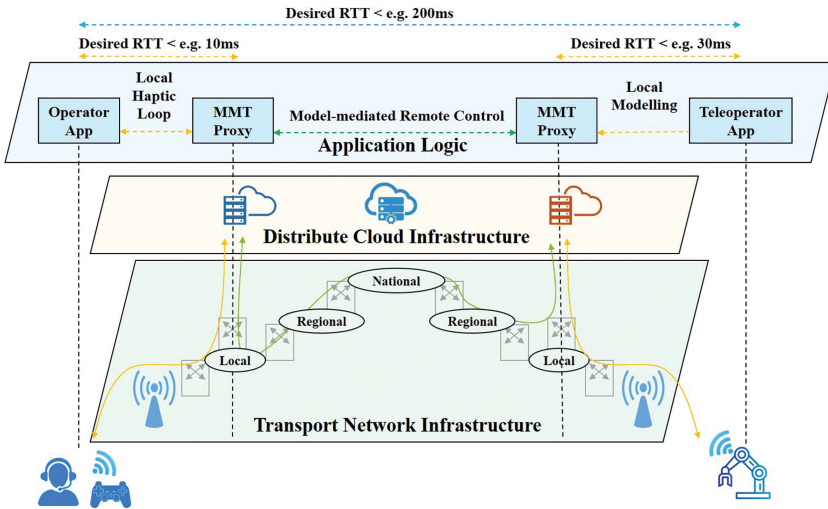 Desired RTT < e.g. 200ms
Desired RTT < e.g. 10ms
Desired RTT < e.g. 30ms
Local
Haptic
Loop
Local
Modelling
Operator
App
MMT
Proxy
Model-mediated Remote Control
MMT
Proxy
Teleoperator
App
Application Logic
Distribute Cloud Infrastructure
National
Regional
Regional
Local
Local
Transport Network Infrastructure